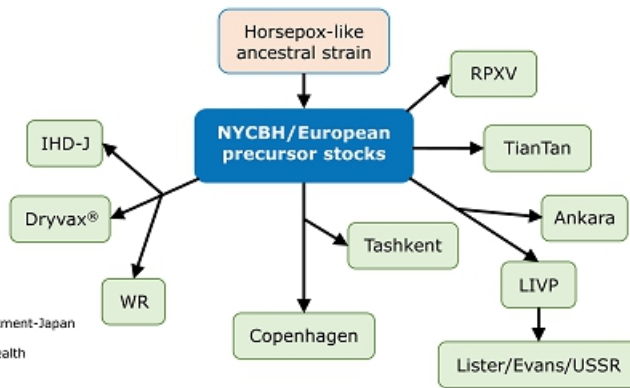 Horsepox-like
ancestral strain
NYCBH/European
precursor stocks
RPXV
TianTan
Ankara
LIVP
Lister/Evans/USSR
Tashkent
Copenhagen
IHD-J
Dryvax®
WR
ment-Japan
ealth